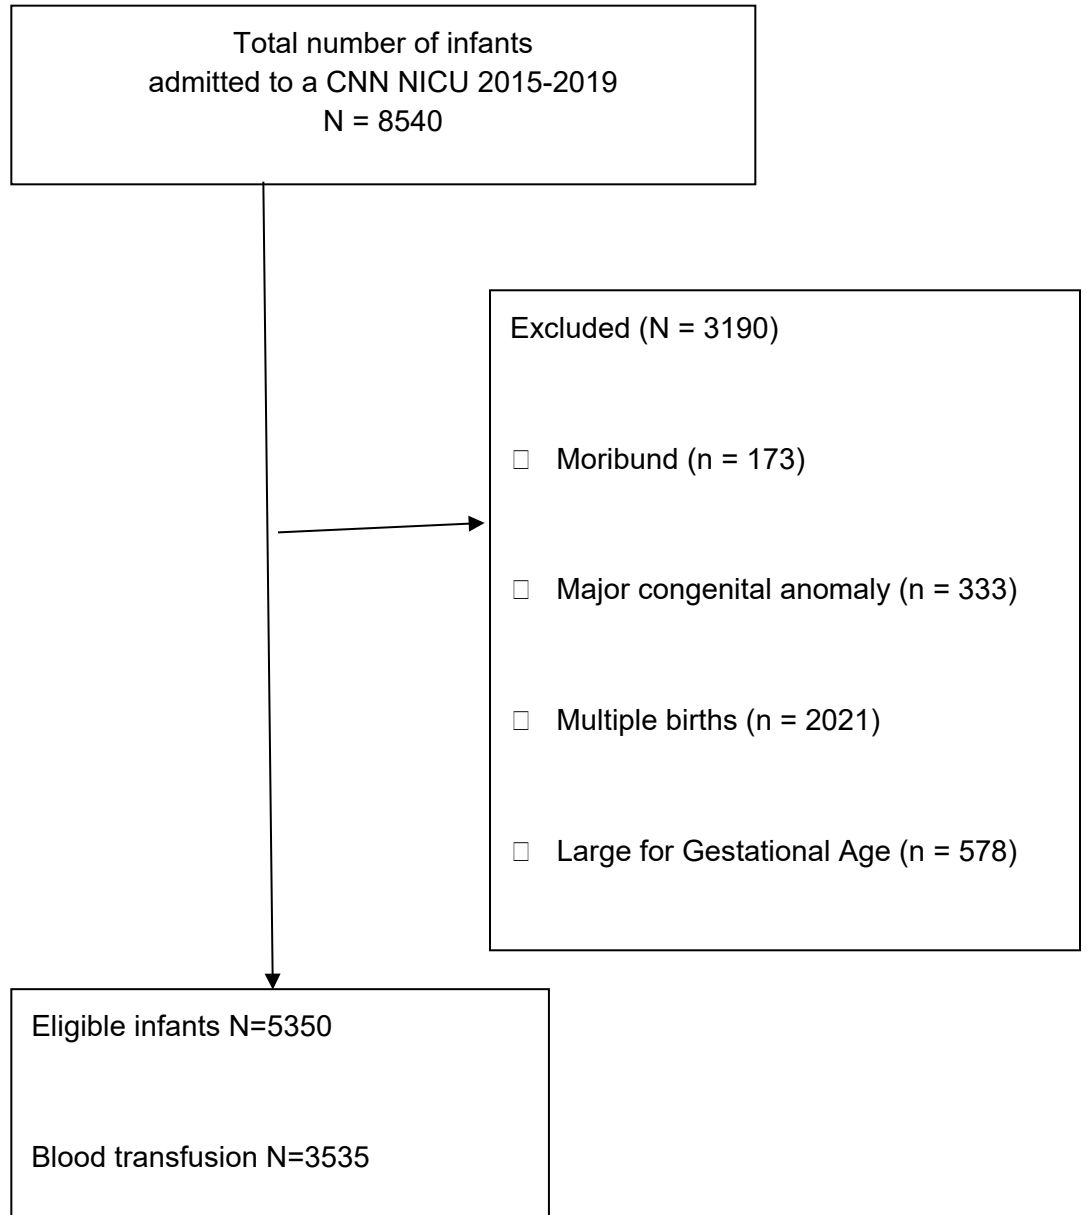 Total number of infants
admitted to a CNN NICU 2015-2019
N = 8540
Excluded (N = 3190)
Moribund (n = 173)
Major congenital anomaly (n = 333)
Multiple births (n = 2021)
Large for Gestational Age (n = 578)
Eligible infants N=5350
Blood transfusion N=3535